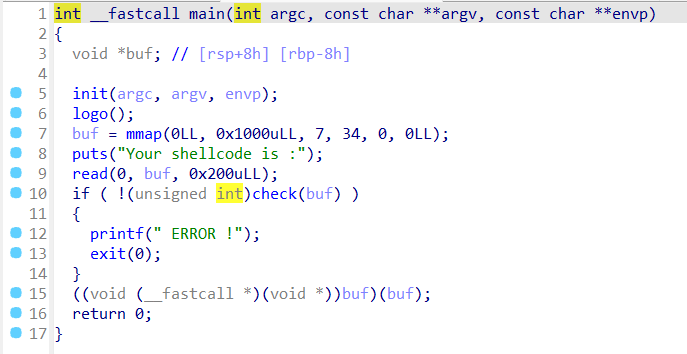 1 int __fastcall main(int argc, const char **argv, const char **envp)
2 {
3 void *buf; // [rsp+8h] [rbp-8h]
4
5 init(argc, argv, envp);
6 logo();
7 buf = mmap(0LL, 0x1000uLL, 7, 34, 0, 0LL);
8 puts("Your shellcode is :");
9 read(0, buf, 0x200uLL);
10 if ( !(unsigned int)check(buf) )
11 {
12 printf(" ERROR !");
13 exit(0);
14 }
15 ((void (__fastcall *)(void *))buf)(buf);
16 return 0;
17 }